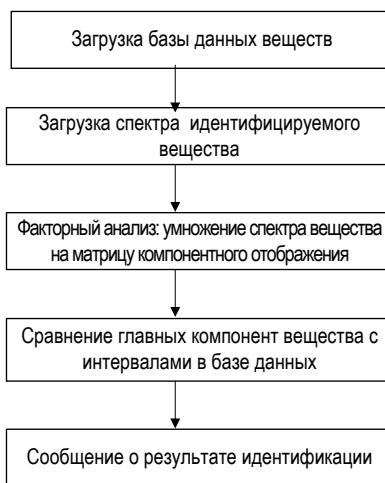 Загрузка базы данных веществ
Загрузка спектра идентифицируемого
вещества
Факторный анализ: умножение спектра вещества
на матрицу компонентного отображения
Сравнение главных компонент вещества с
интервалами в базе данных
Сообщение о результате идентификации